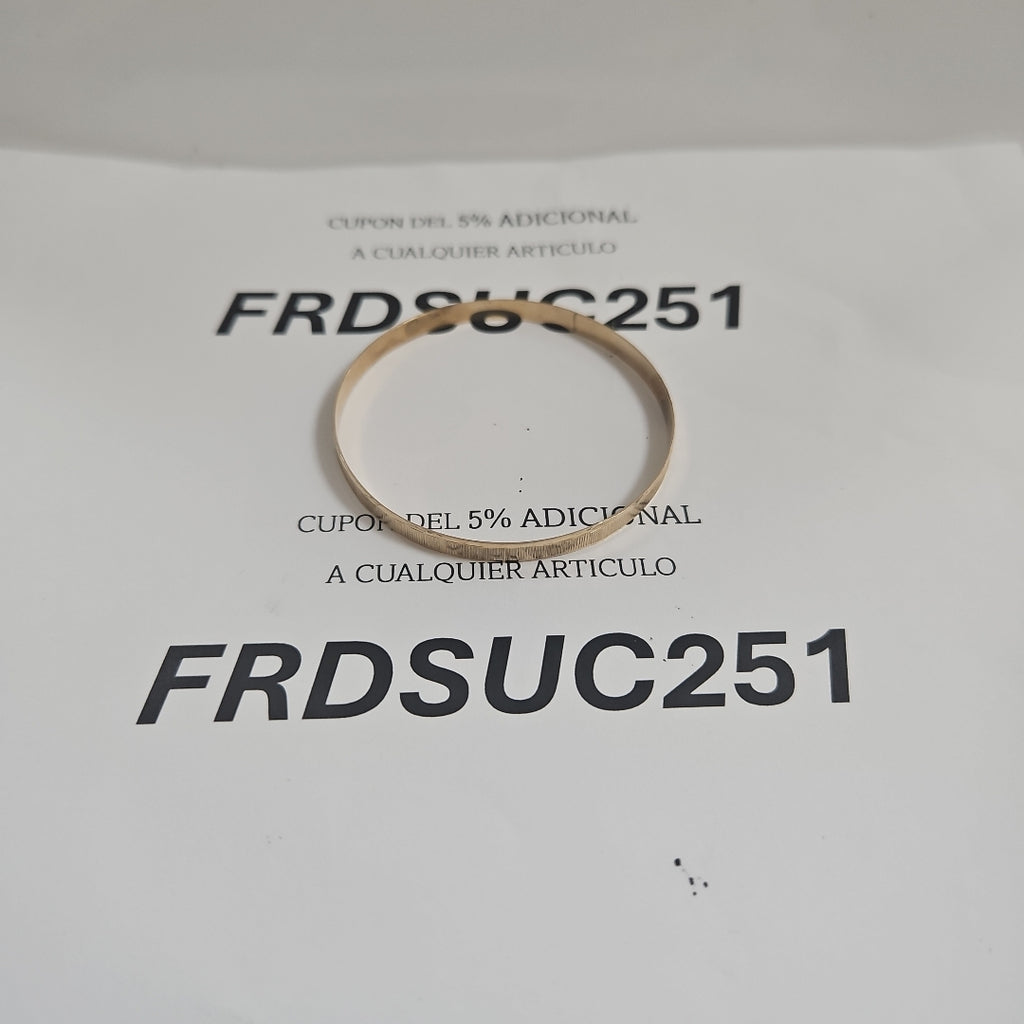 CUPON DEL 5% ADICIONAL
A CUALQUIER ARTICULO
FRDSUC251
CUPON DEL 5% ADICIONAL
A CUALQUIER ARTICULO
FRDSUC251